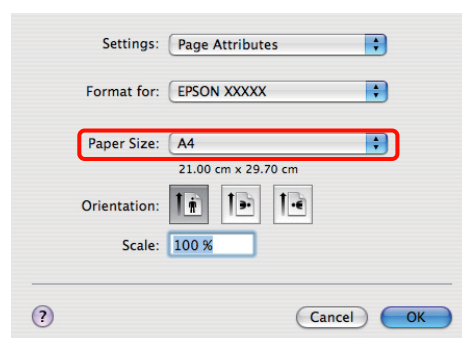 Settings: Page Attributes
Format for: EPSON XXXXX
Paper Size: A4
21.00 cm x 29.70 cm
Orientation:
Scale: 100 %
? Cancel OK